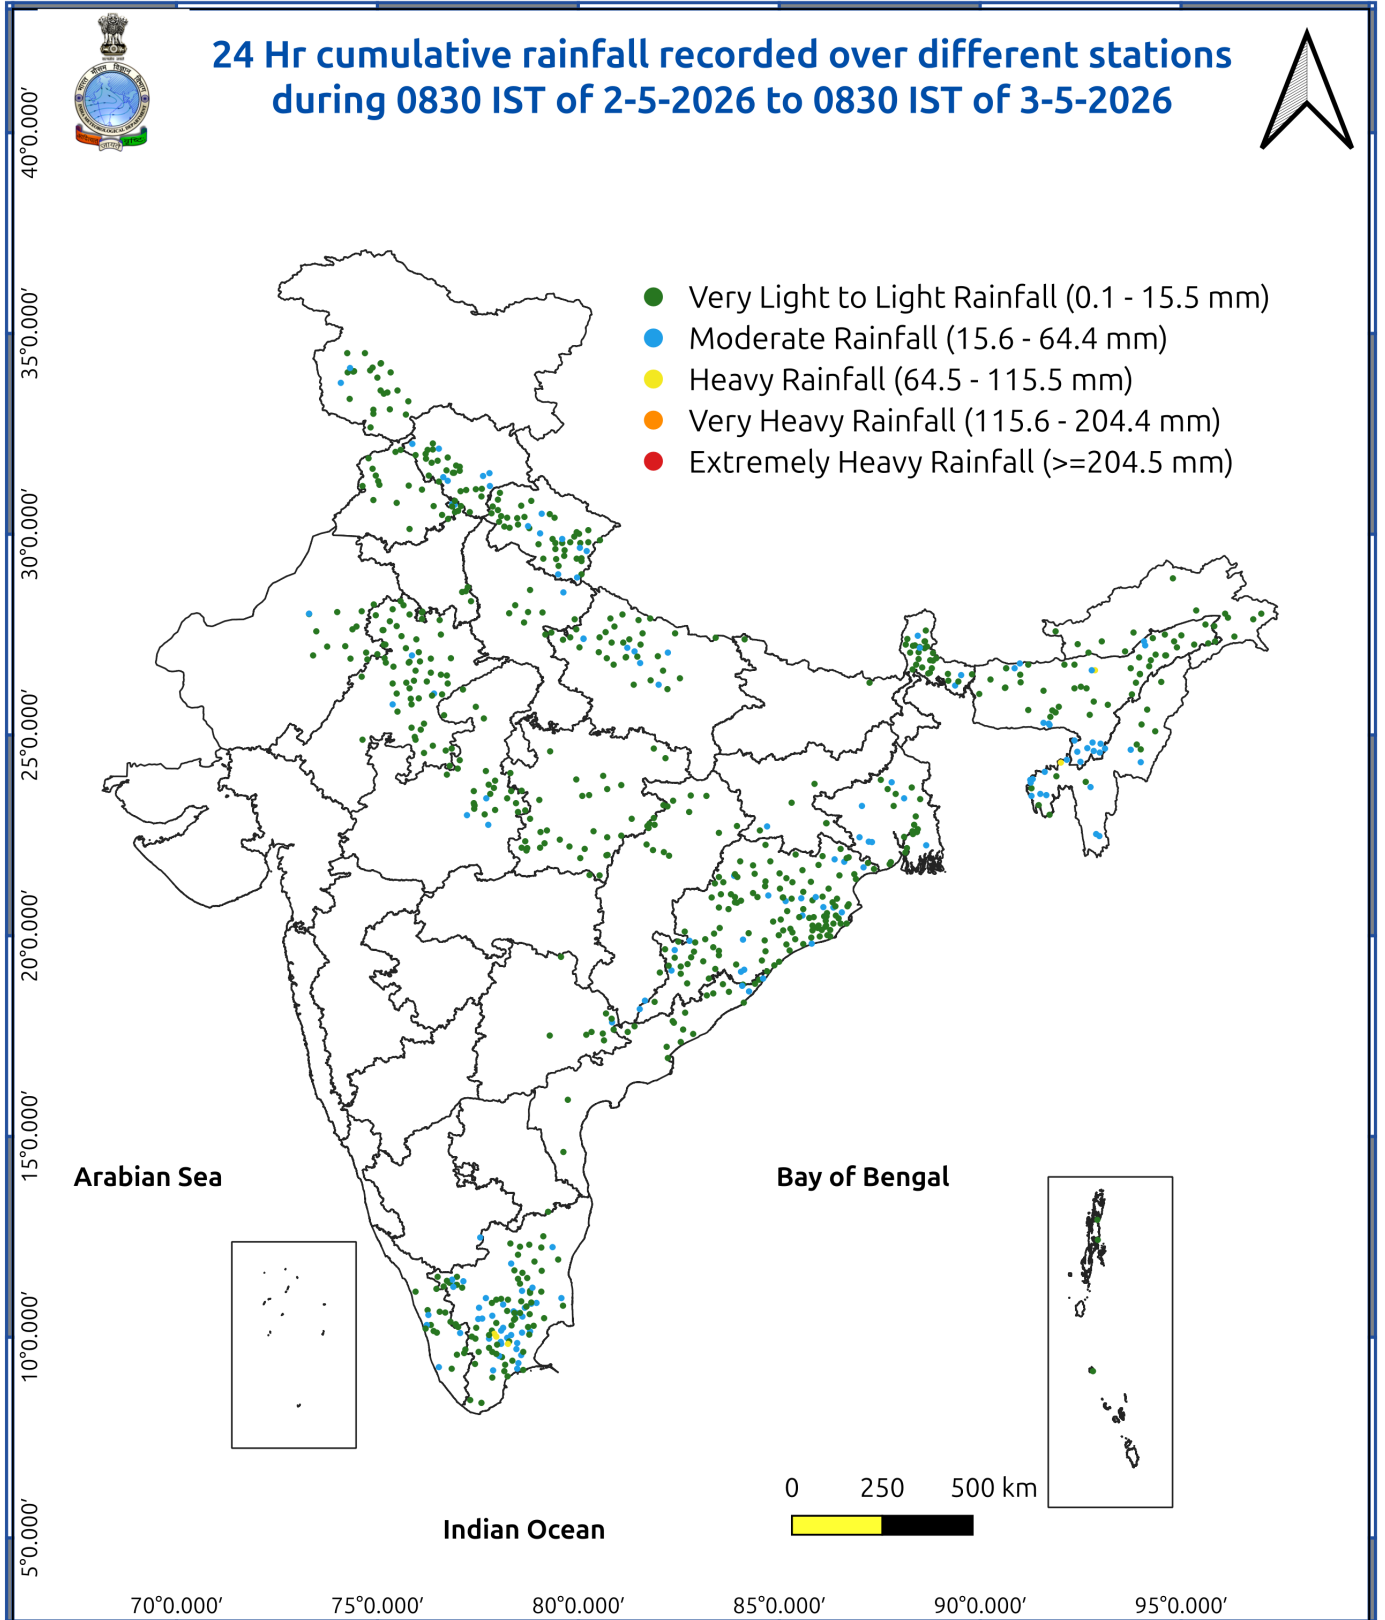 24 Hr cumulative rainfall recorded over different stations
during 0830 IST of 2-5-2026 to 0830 IST of 3-5-2026
Very Light to Light Rainfall (0.1 - 15.5 mm)
Moderate Rainfall (15.6 - 64.4 mm)
Heavy Rainfall (64.5 - 115.5 mm)
Very Heavy Rainfall (115.6 - 204.4 mm)
Extremely Heavy Rainfall (>=204.5 mm)
40°0.000′
35°0.000′
30°0.000′
25°0.000′
20°0.000′
15°0.000′
10°0.000′
5°0.000′
Arabian Sea
Bay of Bengal
Indian Ocean
0 250 500 km
70°0.000′ 75°0.000′ 80°0.000′ 85°0.000′ 90°0.000′ 95°0.000′